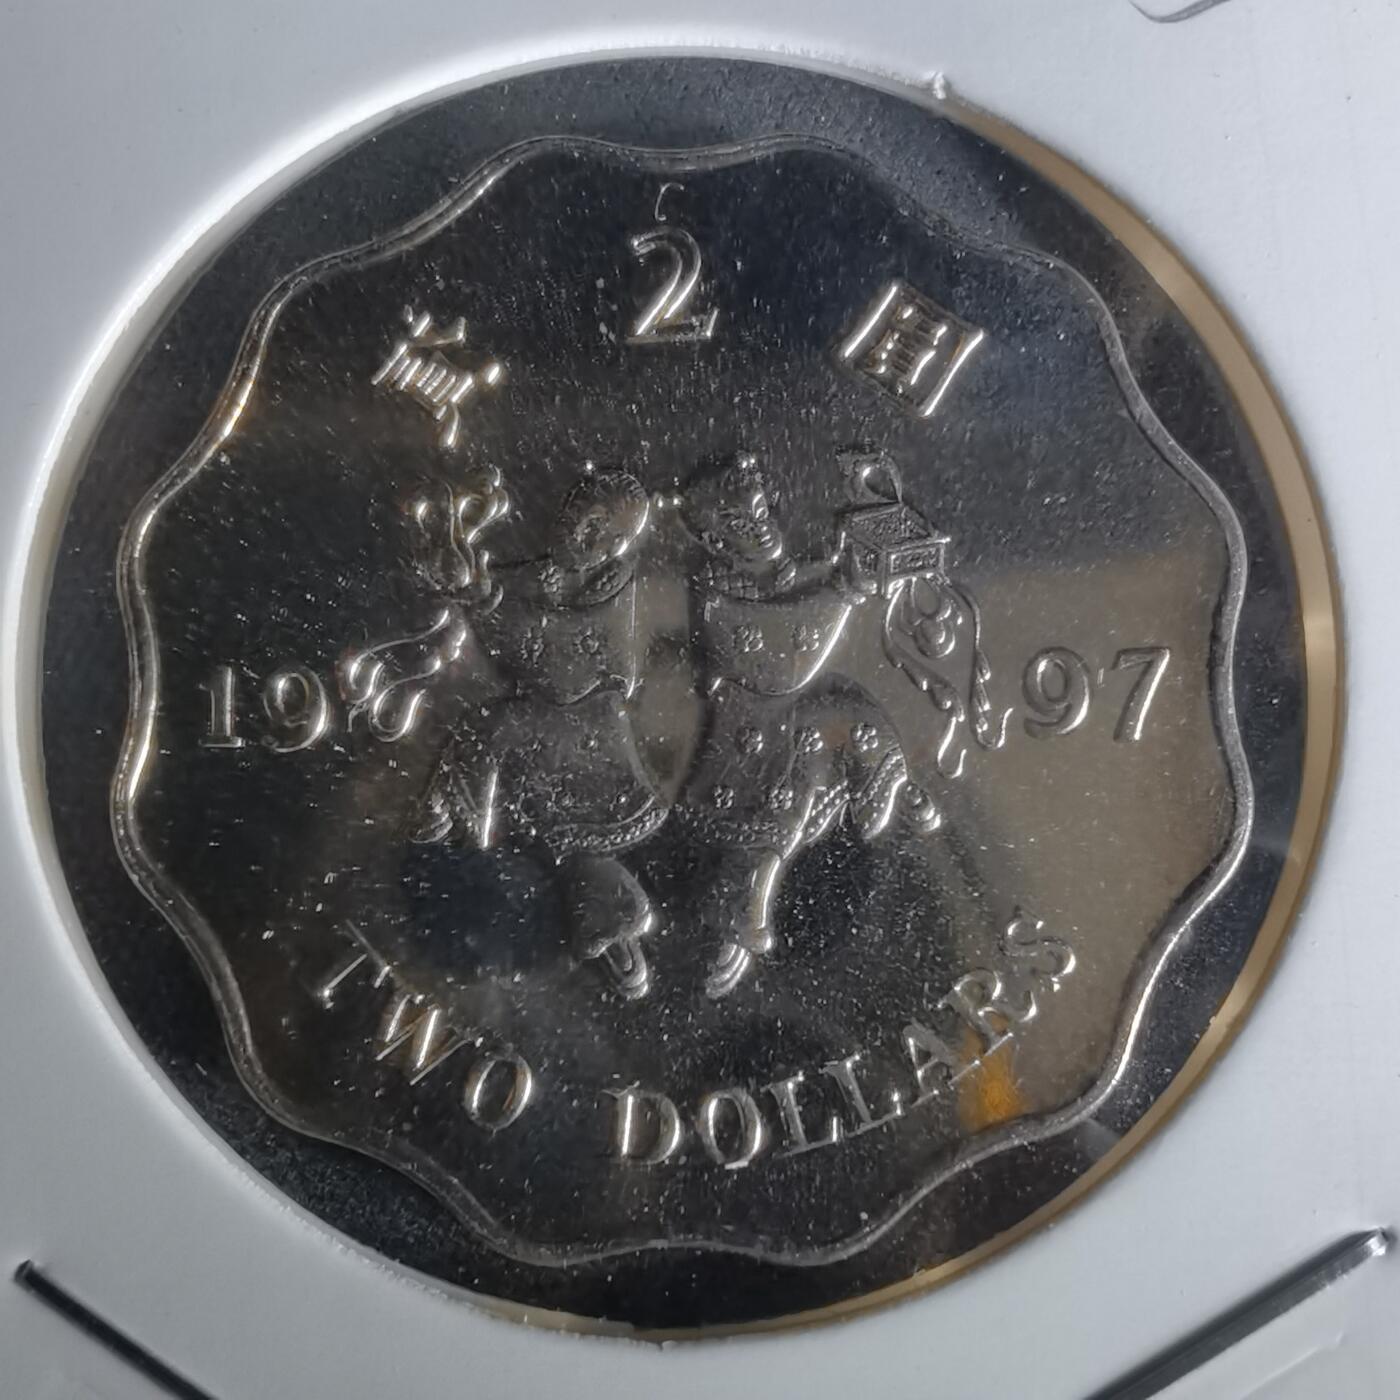 2
貳 圓
1997
TWO DOLLARS